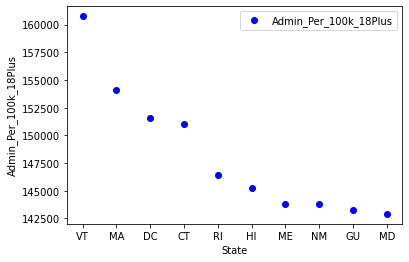 Admin_Per_100k_18Plus
160000
157500
155000
152500
150000
147500
145000
142500
Admin_Per_100k_18Plus
VT MA DC CT RI HI ME NM GU MD
State